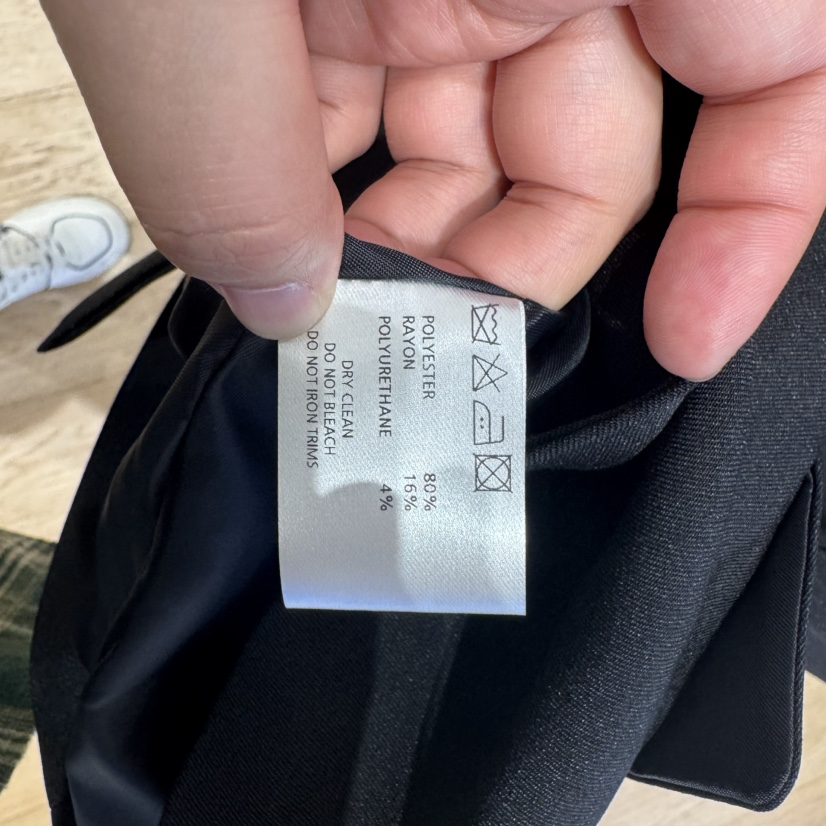 POLYESTER 80%
RAYON 16%
POLYURETHANE 4%
DRY CLEAN
DO NOT BLEACH
DO NOT IRON TRIMS